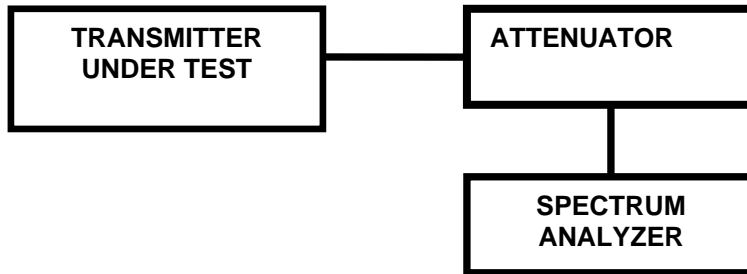 TRANSMITTER
UNDER TEST
ATTENUATOR
SPECTRUM
ANALYZER